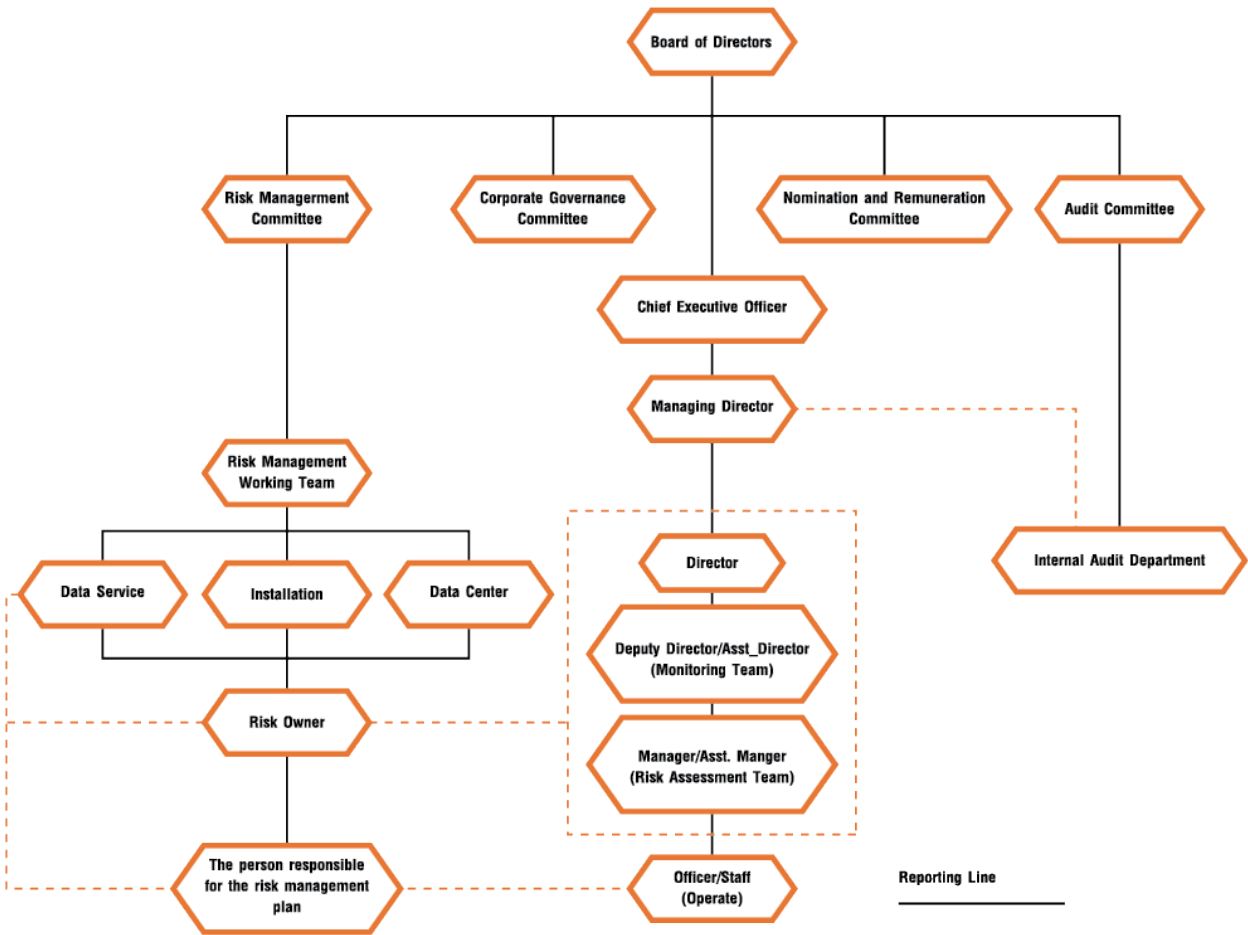 Board of Directors
Risk Managerment
Committee
Corporate Governance
Committee
Nomination and Remuneration
Committee
Audit Committee
Chief Executive Officer
Managing Director
Risk Management
Working Team
Internal Audit Department
Data Service
Installation
Data Center
Director
Deputy Director/Asst_Director
(Monitoring Team)
Risk Owner
Manager/Asst. Manger
(Risk Assessment Team)
The person responsible
for the risk management
plan
Officer/Staff
(Operate)
Reporting Line